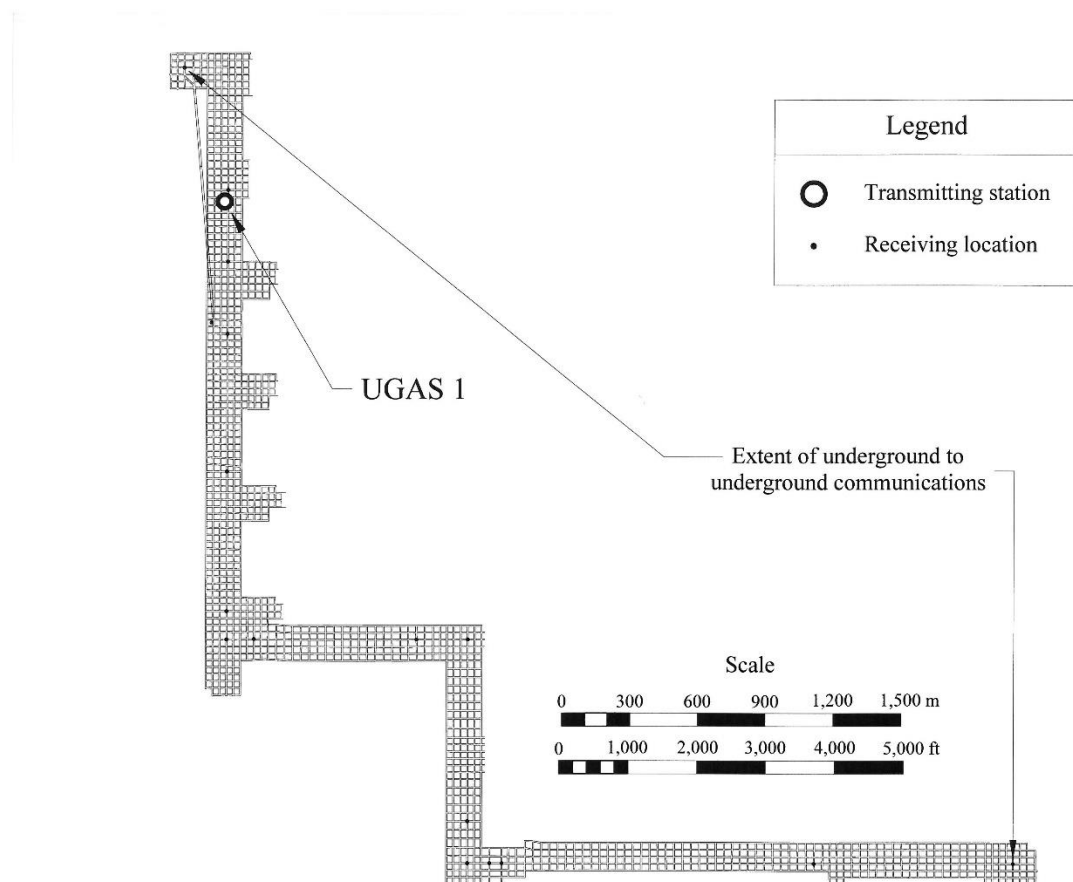 Legend
Transmitting station
Receiving location
UGAS 1
Extent of underground to
underground communications
Scale
0 300 600 900 1,200 1,500 m
0 1,000 2,000 3,000 4,000 5,000 ft